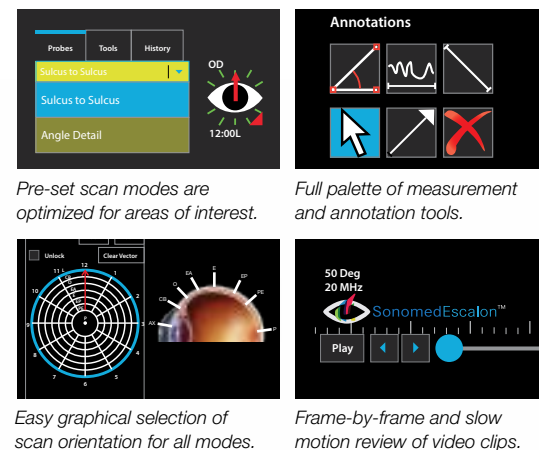 Probes
Tools
History
Sulcus to Sulcus
Sulcus to Sulcus
Angle Detail
OD
12:00L
Pre-set scan modes are
optimized for areas of interest.
Annotations
Full palette of measurement
and annotation tools.
Unlock
Clear Vector
12
1
2
3
4
5
6
7
8
9
10
11
L
P
AX
CB
O
EA
E
EP
PE
P
Easy graphical selection of
scan orientation for all modes.
50 Deg
20 MHz
SonomedEscalon™
Play
Frame-by-frame and slow
motion review of video clips.